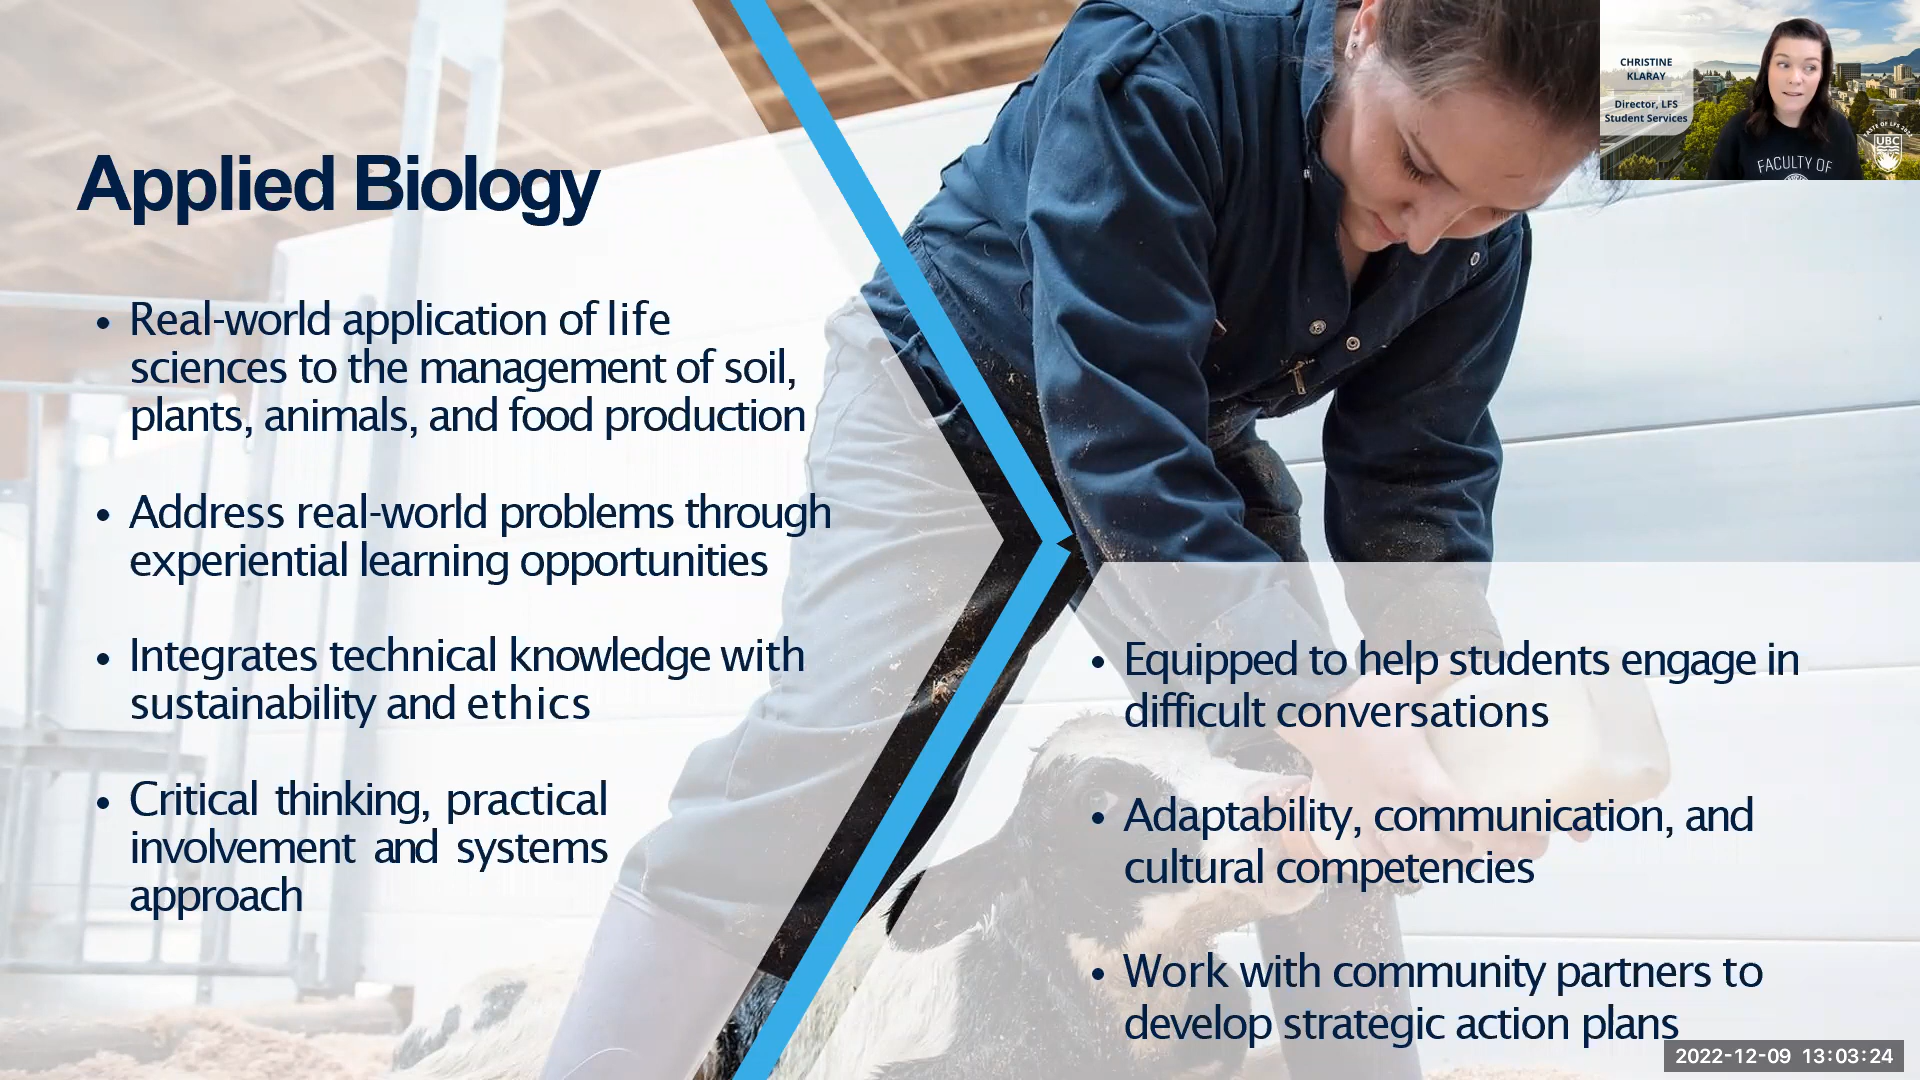 Applied Biology
• Real-world application of life
sciences to the management of soil,
plants, animals, and food production
• Address real-world problems through
experiential learning opportunities
• Integrates technical knowledge with
sustainability and ethics
• Critical thinking, practical
involvement and systems
approach
• Equipped to help students engage in
difficult conversations
• Adaptability, communication, and
cultural competencies
• Work with community partners to
develop strategic action plans
CHRISTINE
KLARAY
Director, LFS
Student Services
FACULTY OF
UBC
2022-12-09 13:03:24